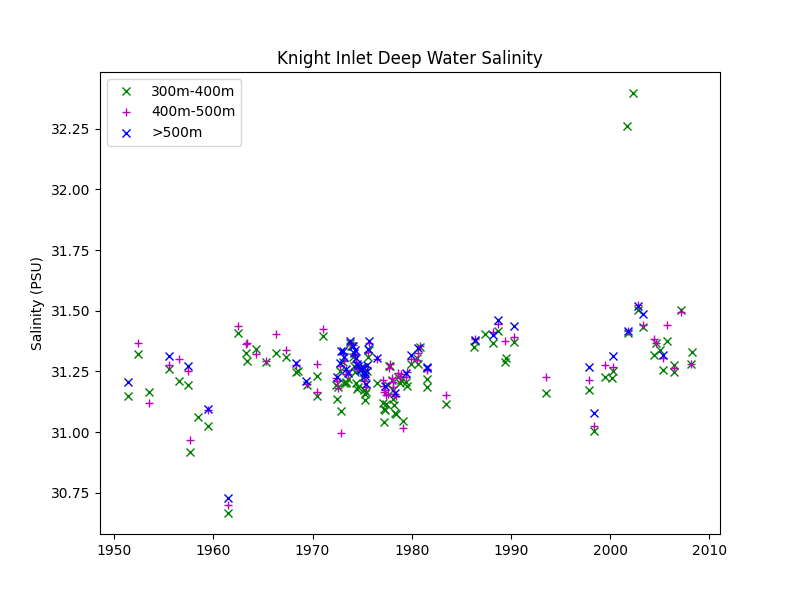 Knight Inlet Deep Water Salinity
300m-400m
400m-500m
>500m
Salinity (PSU)
32.25
32.00
31.75
31.50
31.25
31.00
30.75
1950 1960 1970 1980 1990 2000 2010